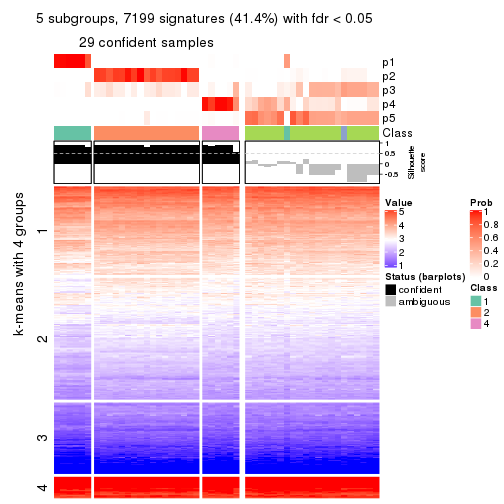 5 subgroups, 7199 signatures (41.4%) with fdr < 0.05
29 confident samples
p1
p2
p3
p4
p5
Class
1
0.5
0
-0.5
Silhouette
score
k-means with 4 groups
1
2
3
4
Value
5
4
3
2
1
Status (barplots)
confident
ambiguous
Prob
1
0.8
0.6
0.4
0.2
0
Class
1
2
4